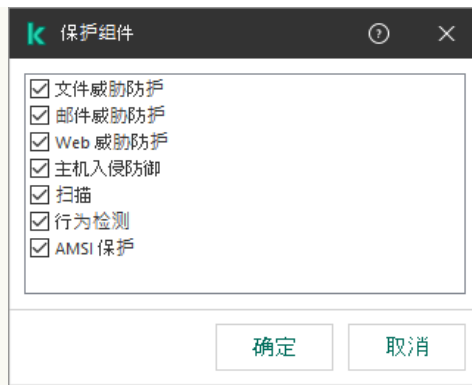 保护组件
文件威胁防护
邮件威胁防护
Web 威胁防护
主机入侵防御
扫描
行为检测
AMSI 保护
确定
取消